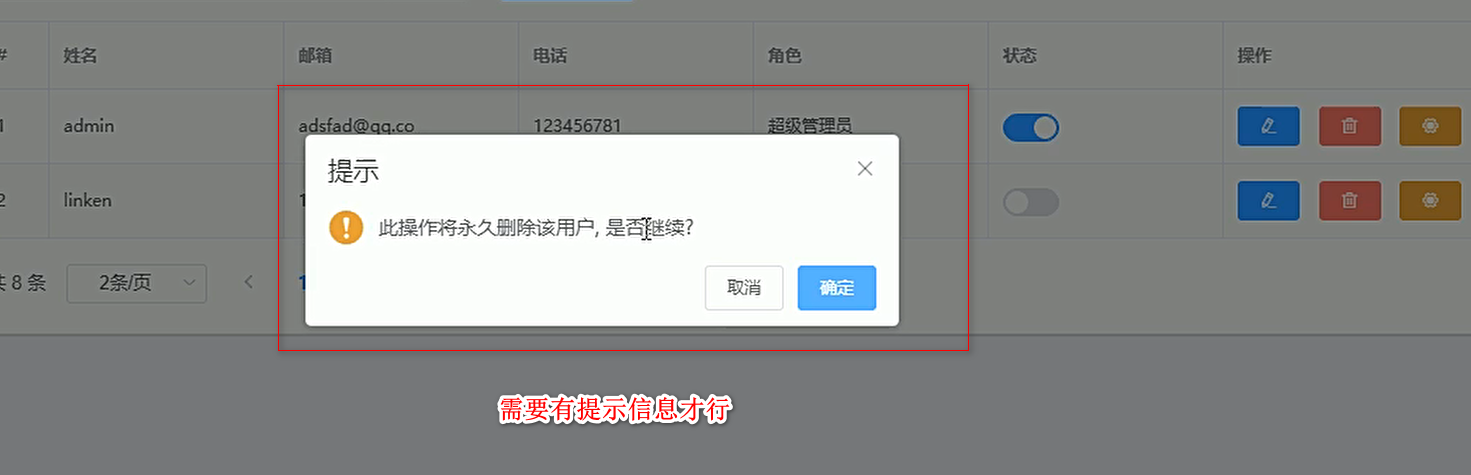 #
姓名
邮箱
电话
角色
状态
操作
1
admin
adsfad@qq.co
123456781
超级管理员
2
linken
1
提示
此操作将永久删除该用户, 是否继续?
取消
确定
共 8 条
2条/页
1
需要有提示信息才行